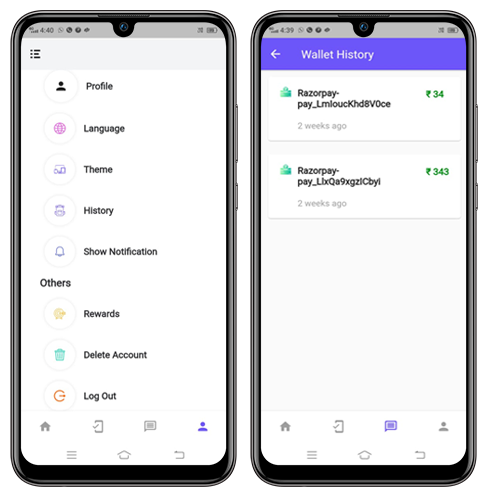 4:40
Profile
Language
Theme
History
Show Notification
Others
Rewards
Delete Account
Log Out
4:39
Wallet History
Razorpay-
pay_LmIoucKhd8V0ce
₹ 34
2 weeks ago
Razorpay-
pay_LlxQa9xgzICbyi
₹ 343
2 weeks ago